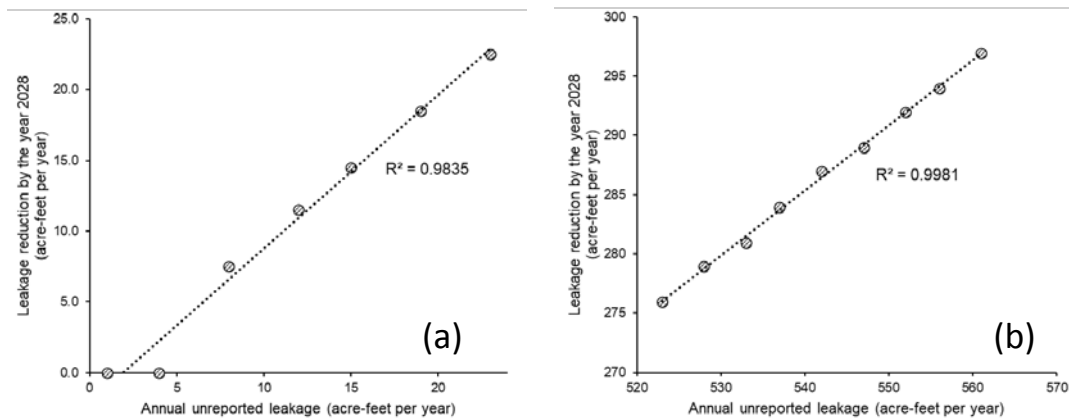 25.0
20.0
15.0
10.0
5.0
0.0
0
5
10
15
20
Leakage reduction by the year 2028
(acre-feet per year)
Annual unreported leakage (acre-feet per year)
R² = 0.9835
(a)
300
295
290
285
280
275
270
520
530
540
550
560
570
Leakage reduction by the year 2028
(acre-feet per year)
Annual unreported leakage (acre-feet per year)
R² = 0.9981
(b)